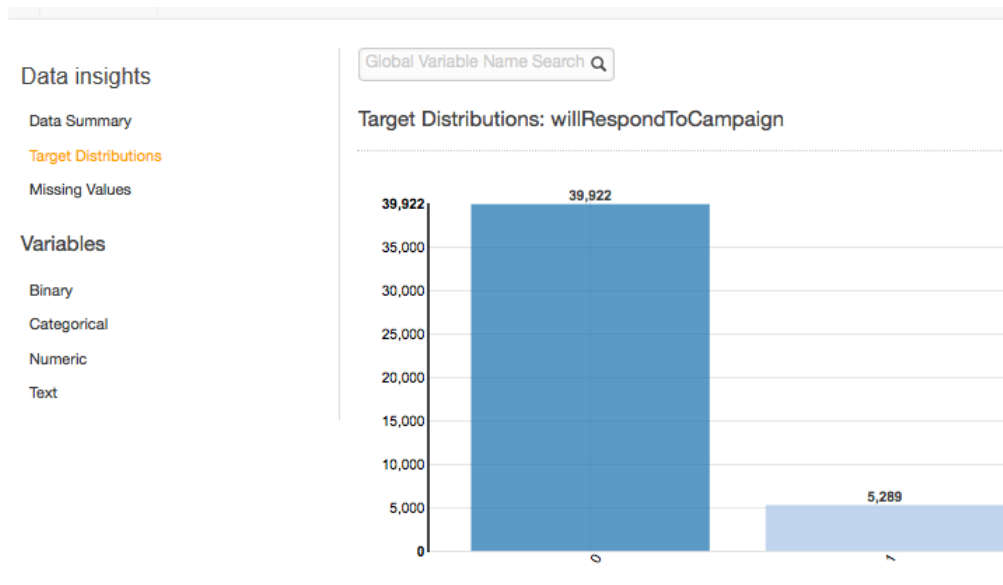 Data insights
Data Summary
Target Distributions
Missing Values
Variables
Binary
Categorical
Numeric
Text
Global Variable Name Search
Target Distributions: willRespondToCampaign
39,922
39,922
35,000
30,000
25,000
20,000
15,000
10,000
5,289
5,000
0
0
1